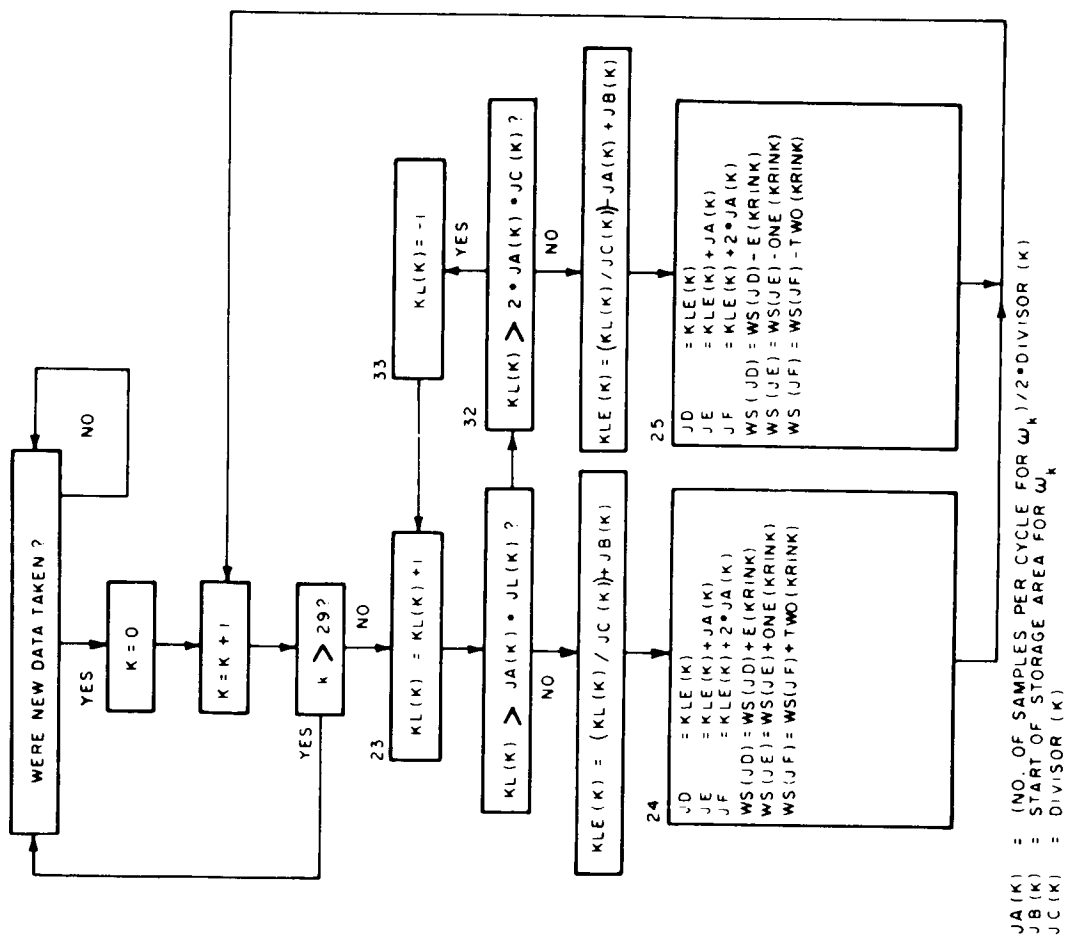 WERE NEW DATA TAKEN?
NO
YES
K = 0
K = K + 1
K > 29?
YES
NO
23
KL(K) = KL(K) + 1
33
KL(K) = -1
YES
KL(K) > JA(K) • JL(K)?
32
KL(K) > 2 • JA(K) • JC(K)?
NO
NO
KLE(K) = (KL(K)/JC(K))+JB(K)
KLE(K) = (KL(K)/JC(K))-JA(K)+JB(K)
24
JD = KLE(K)
JE = KLE(K)+JA(K)
JF = KLE(K)+2•JA(K)
WS(JD)=WS(JD)+E(KRINK)
WS(JE)=WS(JE)+ONE(KRINK)
WS(JF)=WS(JF)+TWO(KRINK)
25
JD = KLE(K)
JE = KLE(K)+JA(K)
JF = KLE(K)+2•JA(K)
WS(JD)=WS(JD)-E(KRINK)
WS(JE)=WS(JE)-ONE(KRINK)
WS(JF)=WS(JF)-TWO(KRINK)
JA(K) = (NO. OF SAMPLES PER CYCLE FOR ωk)/2•DIVISOR(K)
JB(K) = START OF STORAGE AREA FOR ωk
JC(K) = DIVISOR(K)